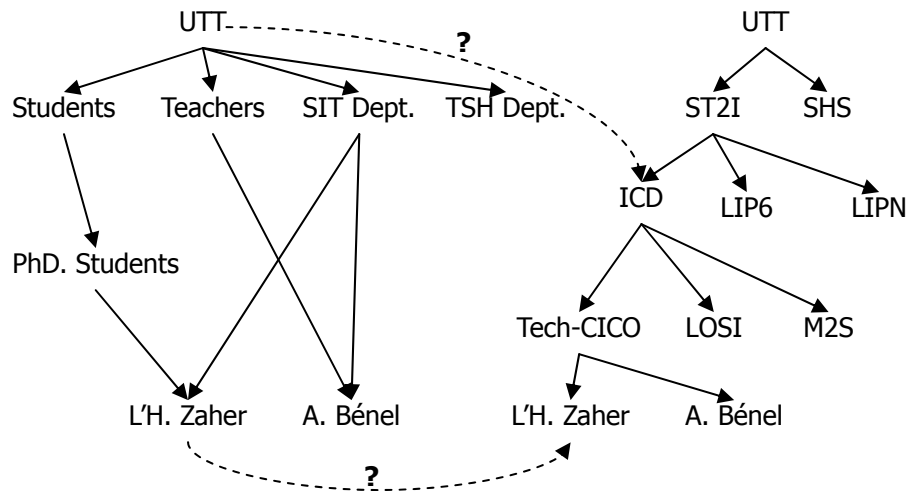 UTT UTT
?
Students Teachers SIT Dept. TSH Dept. ST2I SHS
ICD LIP6 LIPN
PhD. Students
Tech-CICO LOSI M2S
L'H. Zaher A. Bénel L'H. Zaher A. Bénel
?